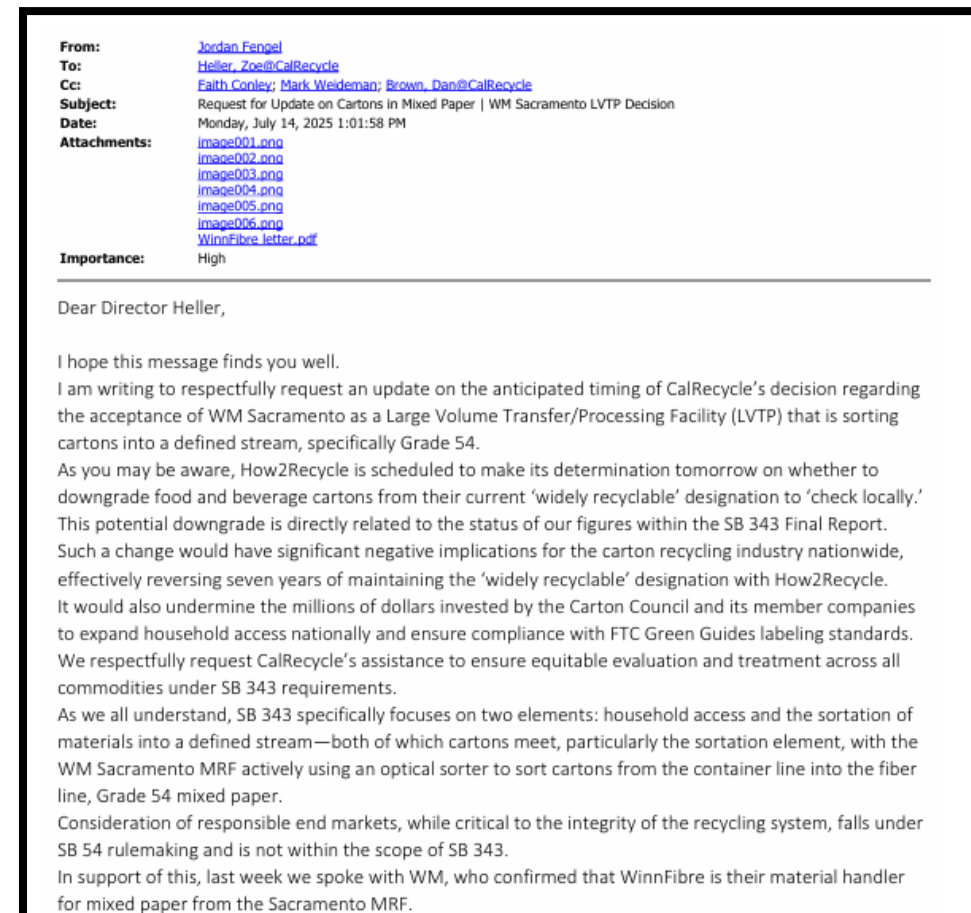 From: Jordan Fengel
To: Heller, Zoe@CalRecycle
Cc: Faith Conley; Mark Weideman; Brown, Dan@CalRecycle
Subject: Request for Update on Cartons in Mixed Paper | WM Sacramento LVTP Decision
Date: Monday, July 14, 2025 1:01:58 PM
Attachments: image001.png
image002.png
image003.png
image004.png
image005.png
image006.png
WinnFibre letter.pdf
Importance: High
Dear Director Heller,
I hope this message finds you well.
I am writing to respectfully request an update on the anticipated timing of CalRecycle’s decision regarding
the acceptance of WM Sacramento as a Large Volume Transfer/Processing Facility (LVTP) that is sorting
cartons into a defined stream, specifically Grade 54.
As you may be aware, How2Recycle is scheduled to make its determination tomorrow on whether to
downgrade food and beverage cartons from their current ‘widely recyclable’ designation to ‘check locally.’
This potential downgrade is directly related to the status of our figures within the SB 343 Final Report.
Such a change would have significant negative implications for the carton recycling industry nationwide,
effectively reversing seven years of maintaining the ‘widely recyclable’ designation with How2Recycle.
It would also undermine the millions of dollars invested by the Carton Council and its member companies
to expand household access nationally and ensure compliance with FTC Green Guides labeling standards.
We respectfully request CalRecycle’s assistance to ensure equitable evaluation and treatment across all
commodities under SB 343 requirements.
As we all understand, SB 343 specifically focuses on two elements: household access and the sortation of
materials into a defined stream—both of which cartons meet, particularly the sortation element, with the
WM Sacramento MRF actively using an optical sorter to sort cartons from the container line into the fiber
line, Grade 54 mixed paper.
Consideration of responsible end markets, while critical to the integrity of the recycling system, falls under
SB 54 rulemaking and is not within the scope of SB 343.
In support of this, last week we spoke with WM, who confirmed that WinnFibre is their material handler
for mixed paper from the Sacramento MRF.